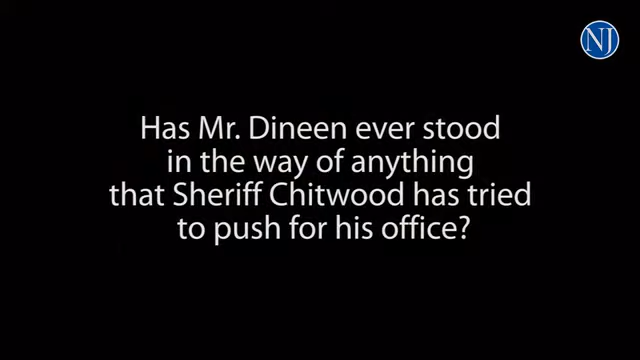 NJ
Has Mr. Dineen ever stood
in the way of anything
that Sheriff Chitwood has tried
to push for his office?